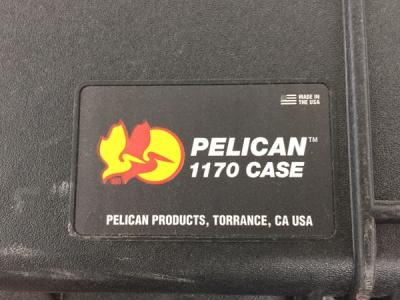 MADE IN
THE USA
PELICAN™
1170 CASE
PELICAN PRODUCTS, TORRANCE, CA USA